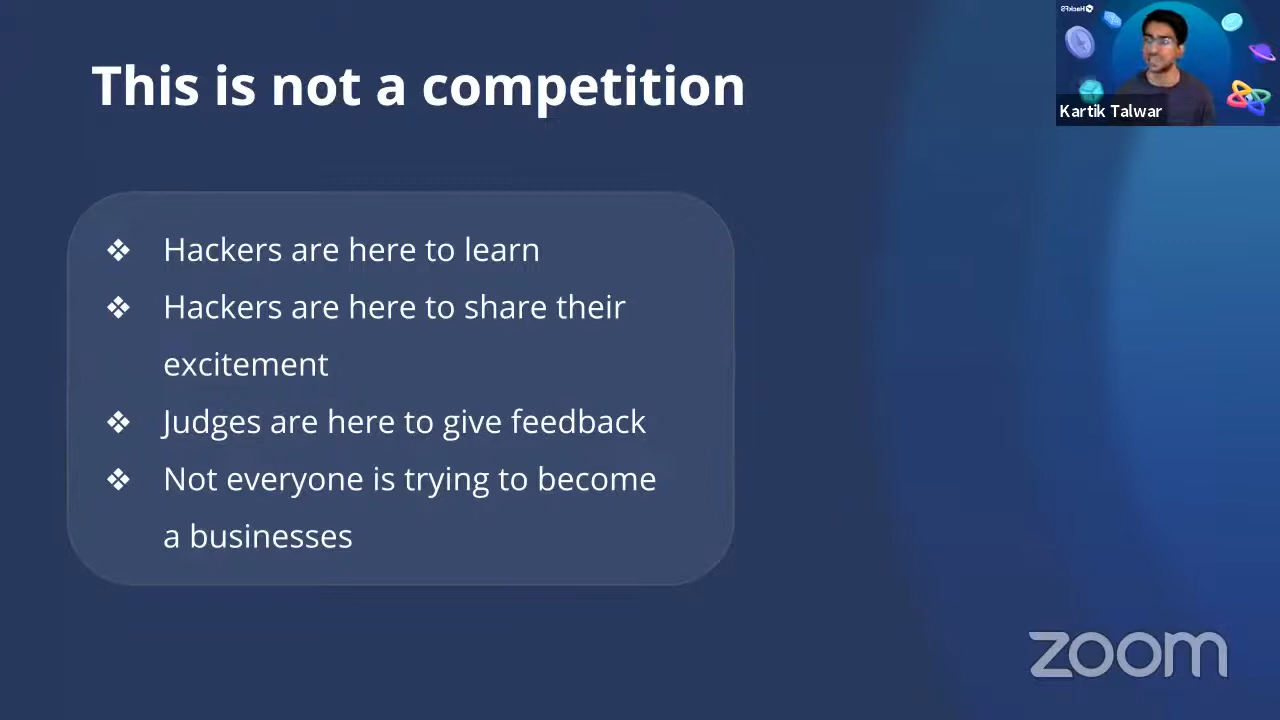 This is not a competition
❖ Hackers are here to learn
❖ Hackers are here to share their
excitement
❖ Judges are here to give feedback
❖ Not everyone is trying to become
a businesses
HackFS
Kartik Talwar
zoom